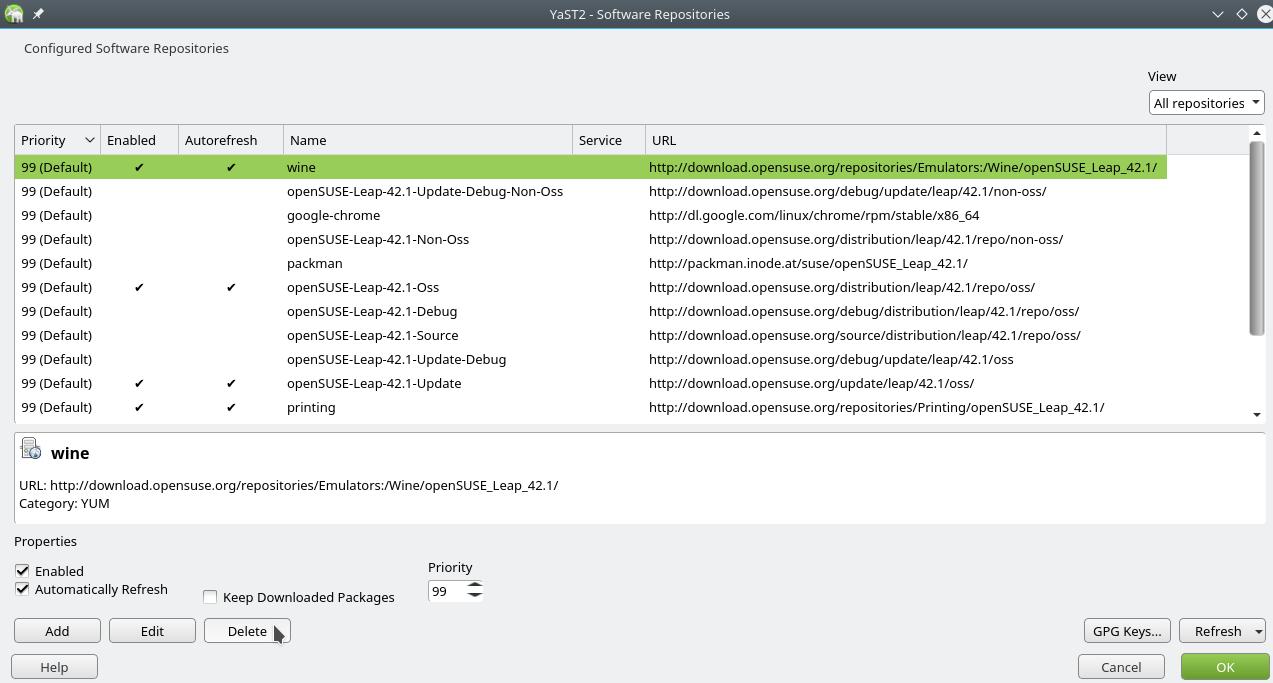 YaST2 - Software Repositories
Configured Software Repositories
View
All repositories
Priority Enabled Autorefresh Name Service URL
99 (Default) ✔ ✔ wine http://download.opensuse.org/repositories/Emulators:/Wine/openSUSE_Leap_42.1/
99 (Default) openSUSE-Leap-42.1-Update-Debug-Non-Oss http://download.opensuse.org/debug/update/leap/42.1/non-oss/
99 (Default) google-chrome http://dl.google.com/linux/chrome/rpm/stable/x86_64
99 (Default) openSUSE-Leap-42.1-Non-Oss http://download.opensuse.org/distribution/leap/42.1/repo/non-oss/
99 (Default) packman http://packman.inode.at/suse/openSUSE_Leap_42.1/
99 (Default) ✔ ✔ openSUSE-Leap-42.1-Oss http://download.opensuse.org/distribution/leap/42.1/repo/oss/
99 (Default) openSUSE-Leap-42.1-Debug http://download.opensuse.org/debug/distribution/leap/42.1/repo/oss/
99 (Default) openSUSE-Leap-42.1-Source http://download.opensuse.org/source/distribution/leap/42.1/repo/oss/
99 (Default) openSUSE-Leap-42.1-Update-Debug http://download.opensuse.org/debug/update/leap/42.1/oss
99 (Default) ✔ ✔ openSUSE-Leap-42.1-Update http://download.opensuse.org/update/leap/42.1/oss/
99 (Default) ✔ ✔ printing http://download.opensuse.org/repositories/Printing/openSUSE_Leap_42.1/
wine
URL: http://download.opensuse.org/repositories/Emulators:/Wine/openSUSE_Leap_42.1/
Category: YUM
Properties
Enabled
Automatically Refresh
Keep Downloaded Packages
Priority
99
Add Edit Delete GPG Keys... Refresh
Help Cancel OK